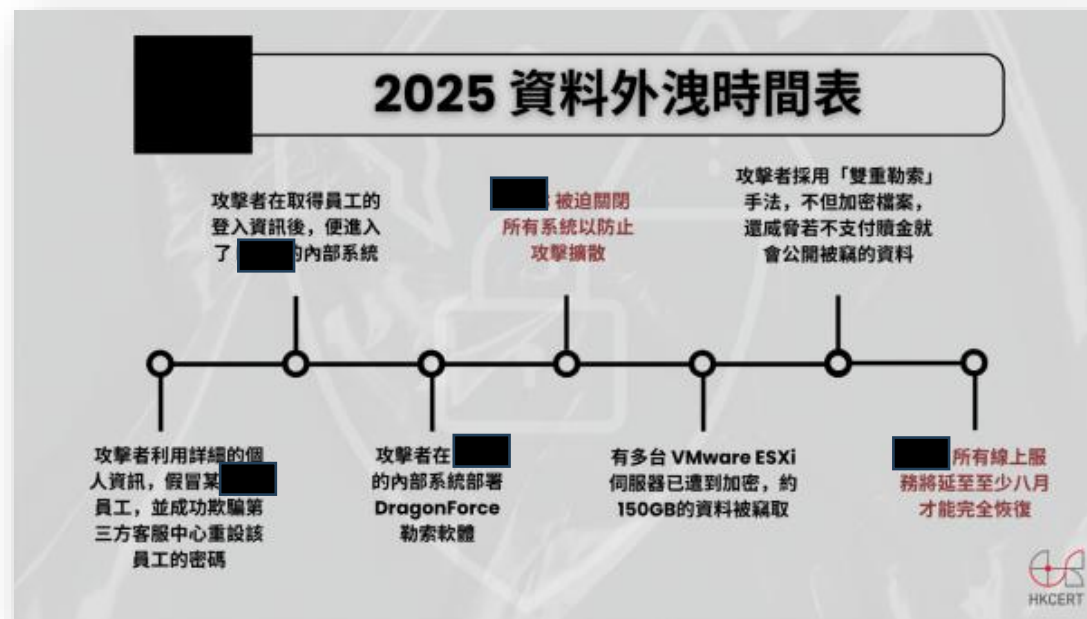 2025 資料外洩時間表
攻擊者在取得員工的
登入資訊後，便進入
了 的內部系統
被迫關閉
所有系統以防止
攻擊擴散
攻擊者採用「雙重勒索」
手法，不但加密檔案，
還威脅若不支付贖金就
會公開被竊的資料
攻擊者利用詳細的個
人資訊，假冒某
員工，並成功欺騙第
三方客服中心重設該
員工的密碼
攻擊者在
的內部系統部署
DragonForce
勒索軟體
有多台 VMware ESXi
伺服器已遭到加密，約
150GB的資料被竊取
所有線上服
務將延至至少八月
才能完全恢復
HKCERT